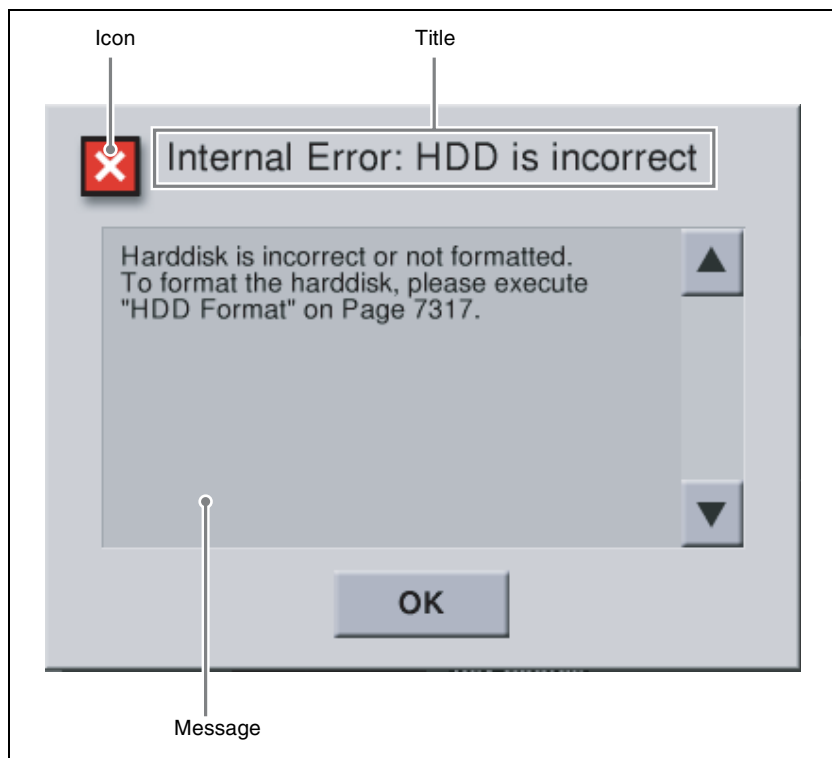 Icon
Title
Internal Error: HDD is incorrect
Harddisk is incorrect or not formatted.
To format the harddisk, please execute
"HDD Format" on Page 7317.
OK
Message